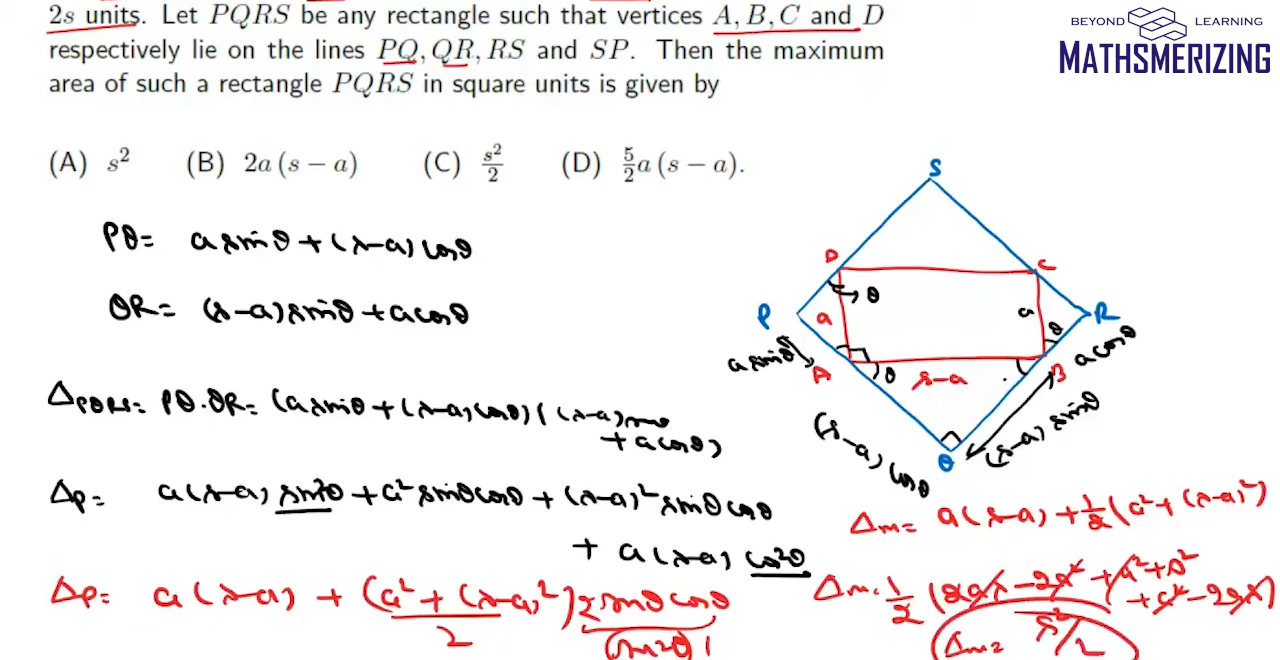 2s units. Let PQRS be any rectangle such that vertices A, B, C and D
respectively lie on the lines PQ, QR, RS and SP. Then the maximum
area of such a rectangle PQRS in square units is given by
BEYOND LEARNING
MATHSMERIZING
(A) s² (B) 2a (s − a) (C) s²/2 (D) 5/2 a (s − a).
PQ = a sinθ + (s-a) cosθ
QR = (s-a) sinθ + a cosθ
Δ PQRS = PQ.QR = (a sinθ + (s-a) cosθ) ( (s-a) sinθ
+ a cosθ)
Δp = a(s-a) sin²θ + a² sinθ cosθ + (s-a)² sinθ cosθ
+ a(s-a) cos²θ
Δp = a(s-a) + (a² + (s-a)²) 2 sinθ cosθ
2
(sin2θ) 1
S
D
C
θ
P
a
a
R
θ
a sinθ
A
θ
s-a
B
a cosθ
(s-a) cosθ
Q
(s-a) sinθ
Δm = a(s-a) + 1/2 (a² + (s-a)²)
Δm = 1/2 (2as - 2a² + a² + s²
+ a² - 2as)
Δm = s²/2